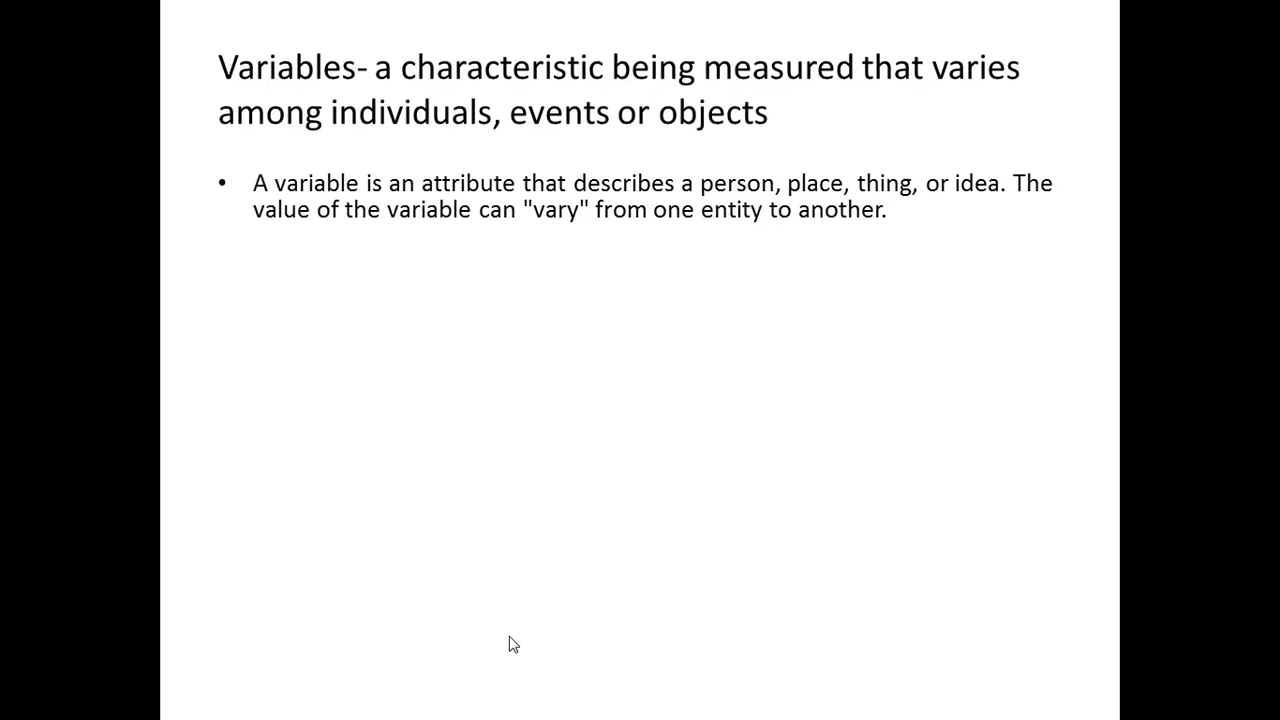 Variables- a characteristic being measured that varies
among individuals, events or objects
• A variable is an attribute that describes a person, place, thing, or idea. The
value of the variable can "vary" from one entity to another.